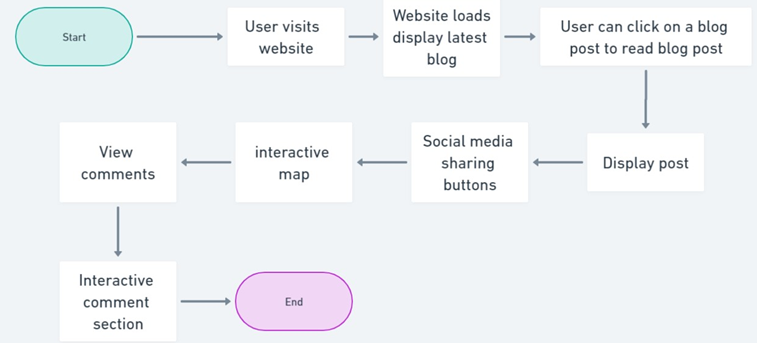 Start
User visits
website
Website loads
display latest
blog
User can click on a blog
post to read blog post
Display post
Social media
sharing
buttons
interactive
map
View
comments
Interactive
comment
section
End